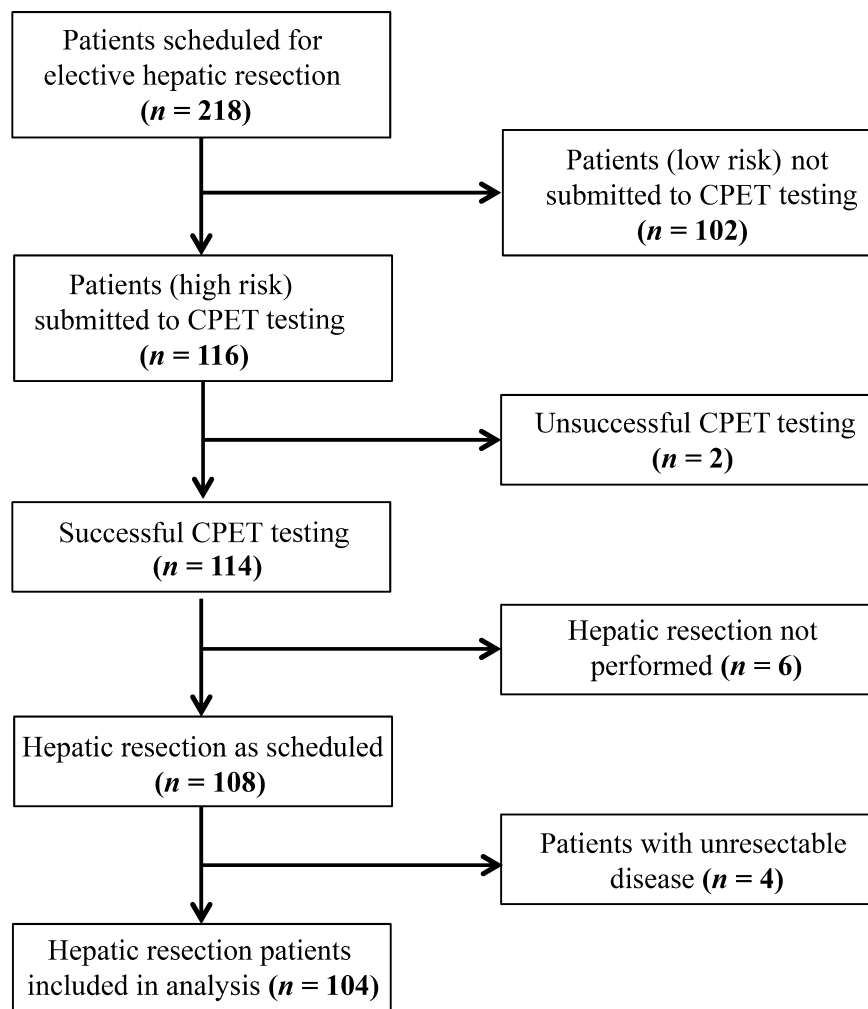 Patients scheduled for
elective hepatic resection
(n = 218)
Patients (low risk) not
submitted to CPET testing
(n = 102)
Patients (high risk)
submitted to CPET testing
(n = 116)
Unsuccessful CPET testing
(n = 2)
Successful CPET testing
(n = 114)
Hepatic resection not
performed (n = 6)
Hepatic resection as scheduled
(n = 108)
Patients with unresectable
disease (n = 4)
Hepatic resection patients
included in analysis (n = 104)